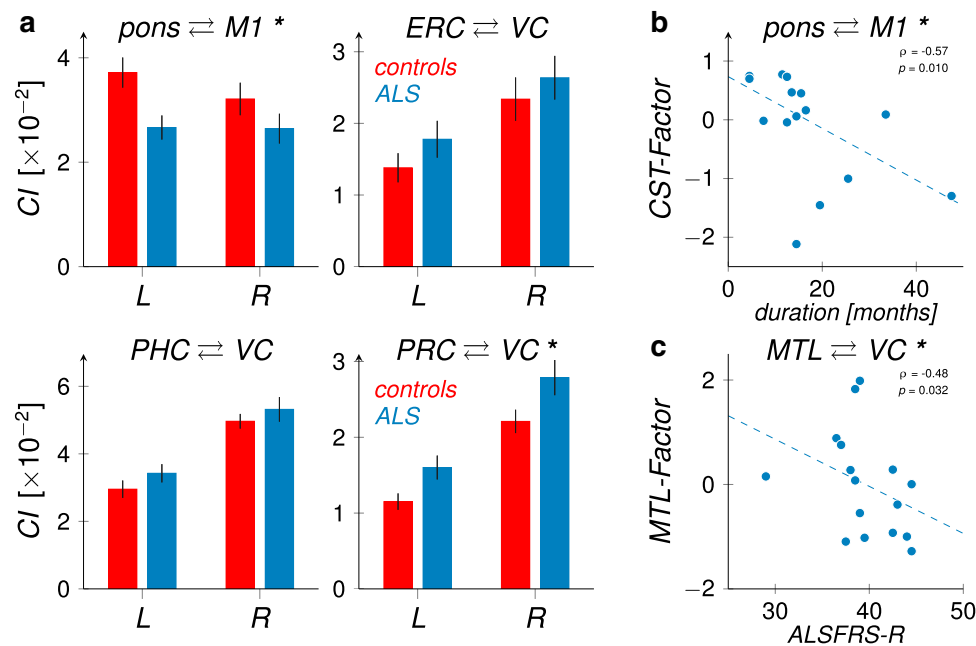 a
pons ⇄ M1 *
CI [×10⁻²]
4
2
0
L R
ERC ⇄ VC
controls
ALS
3
2
1
0
L R
PHC ⇄ VC
CI [×10⁻²]
6
4
2
0
L R
PRC ⇄ VC *
controls
ALS
3
2
1
0
L R
b
pons ⇄ M1 *
ρ = -0.57
p = 0.010
CST-Factor
1
0
−1
−2
0 20 40
duration [months]
c
MTL ⇄ VC *
ρ = -0.48
p = 0.032
MTL-Factor
2
0
−2
30 40 50
ALSFRS-R